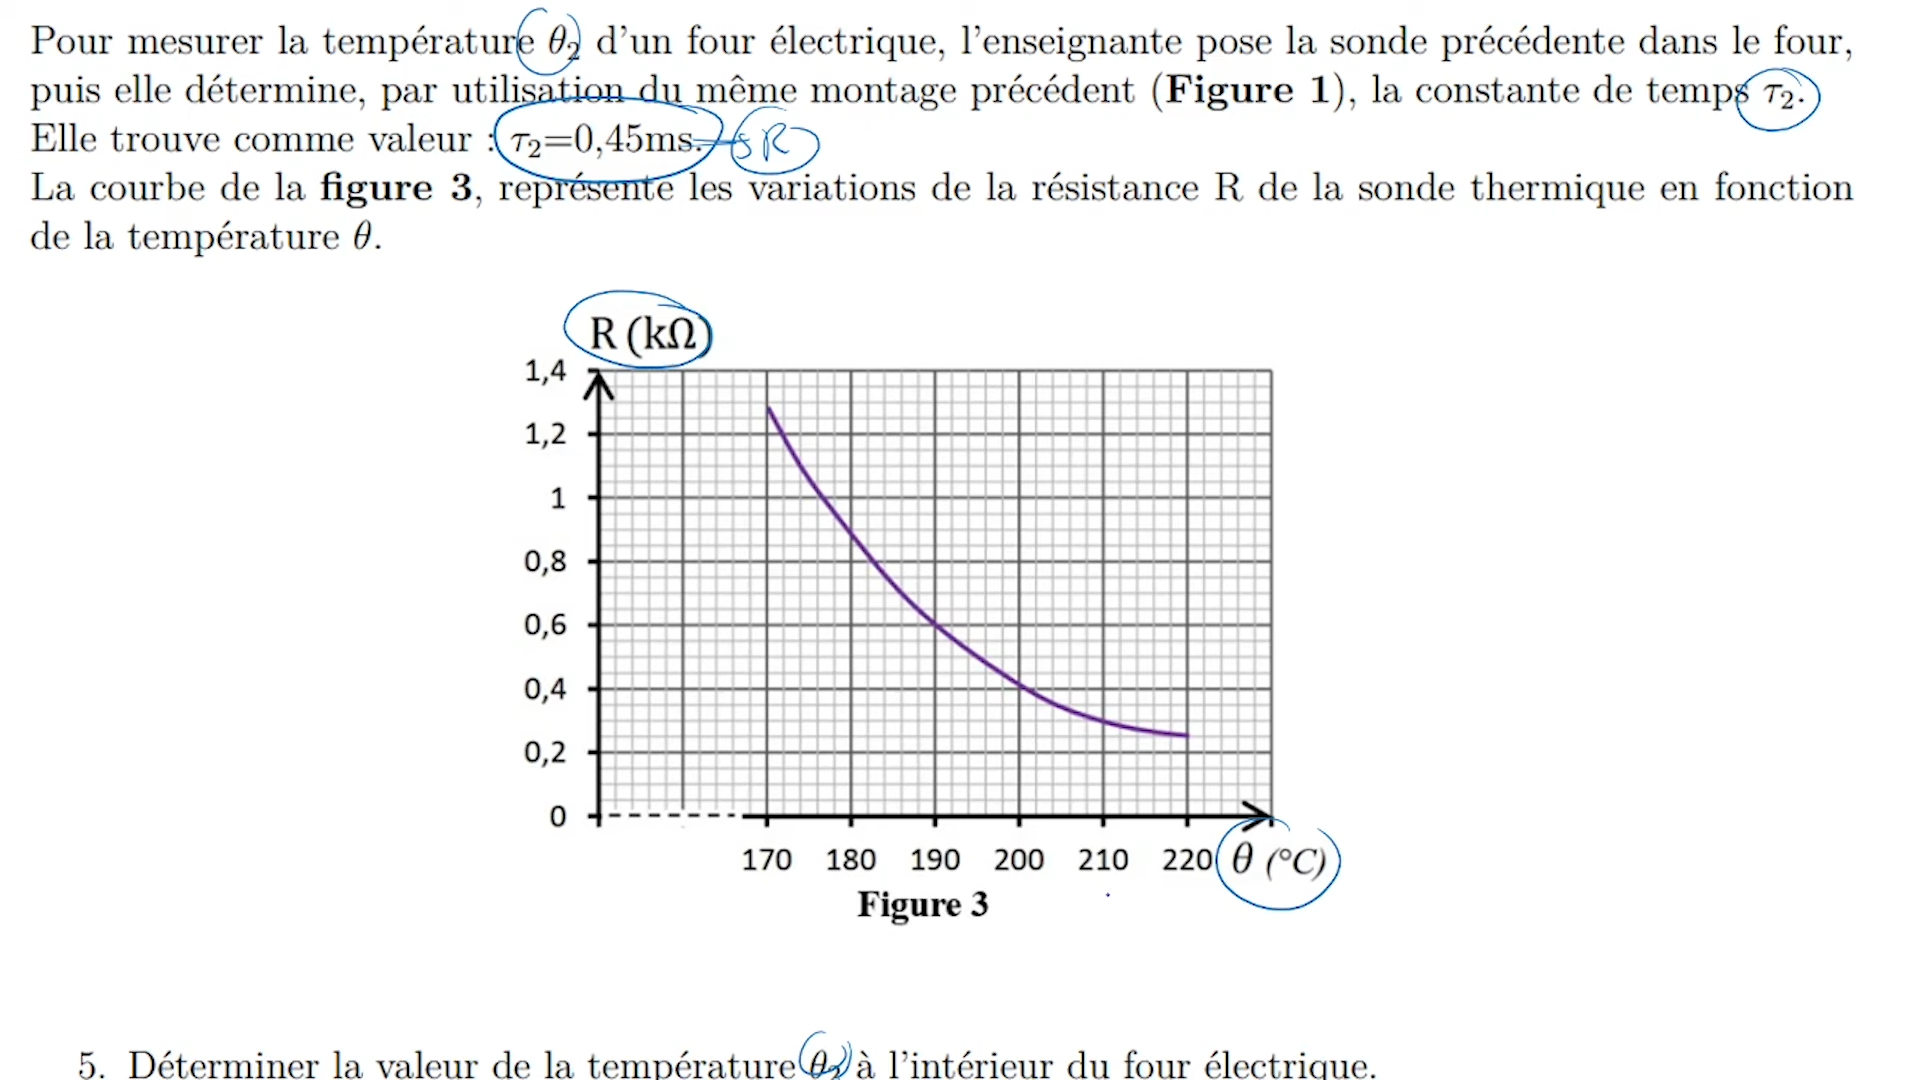 Pour mesurer la température θ₂ d'un four électrique, l'enseignante pose la sonde précédente dans le four,
puis elle détermine, par utilisation du même montage précédent (Figure 1), la constante de temps τ₂.
Elle trouve comme valeur : τ₂=0,45ms. → R
La courbe de la figure 3, représente les variations de la résistance R de la sonde thermique en fonction
de la température θ.
R (kΩ)
1,4
1,2
1
0,8
0,6
0,4
0,2
0
170 180 190 200 210 220 θ (°C)
Figure 3
5. Déterminer la valeur de la température θ₂ à l'intérieur du four électrique.